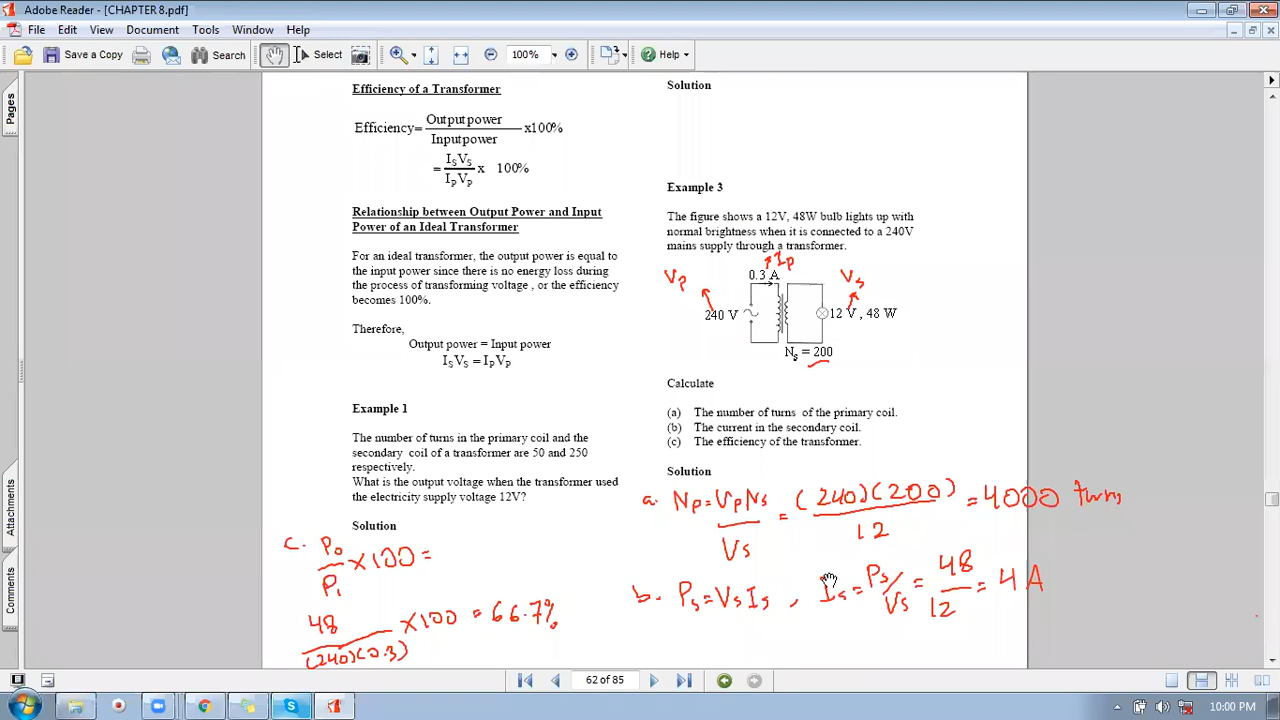 Adobe Reader - [CHAPTER 8.pdf]
File Edit View Document Tools Window Help
Save a Copy Search Select 100% Help
Pages
Attachments
Comments
Efficiency of a Transformer
Efficiency= Output power / Input power x100%
= ISVS / IPVP x 100%
Relationship between Output Power and Input
Power of an Ideal Transformer
For an ideal transformer, the output power is equal to
the input power since there is no energy loss during
the process of transforming voltage , or the efficiency
becomes 100%.
Therefore,
Output power = Input power
ISVS = IPVP
Example 1
The number of turns in the primary coil and the
secondary coil of a transformer are 50 and 250
respectively.
What is the output voltage when the transformer used
the electricity supply voltage 12V?
Solution
c. Po / P1 x100 =
48 / (240)(0.3) x100 = 66.7%
Solution
Example 3
The figure shows a 12V, 48W bulb lights up with
normal brightness when it is connected to a 240V
mains supply through a transformer.
Vp Ip Vs
0.3 A
240 V 12 V , 48 W
Ns = 200
Calculate
(a) The number of turns of the primary coil.
(b) The current in the secondary coil.
(c) The efficiency of the transformer.
Solution
a. Np = VpNs / Vs = (240)(200) / 12 = 4000 turns
b. Ps = VsIs , Is = Ps/Vs = 48 / 12 = 4 A
62 of 85
10:00 PM